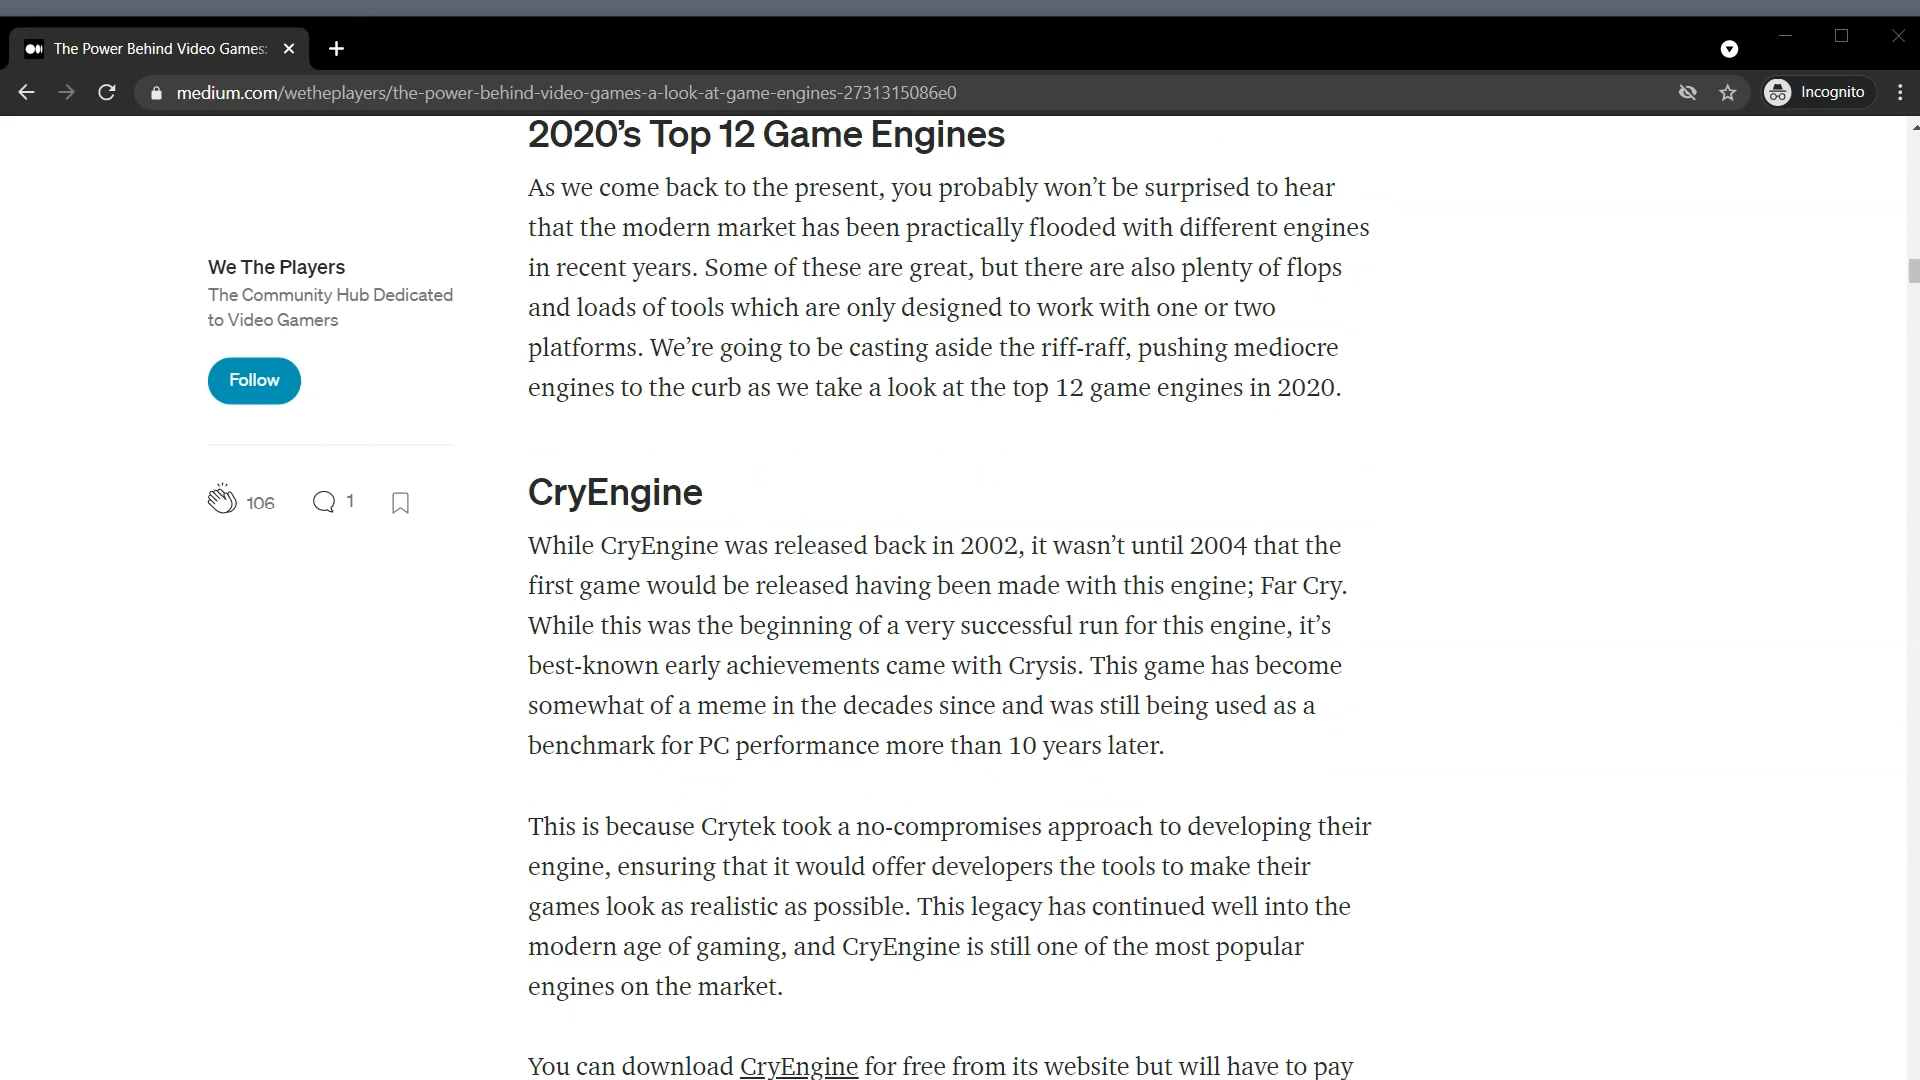 The Power Behind Video Games:
medium.com/wetheplayers/the-power-behind-video-games-a-look-at-game-engines-2731315086e0
Incognito
2020’s Top 12 Game Engines
As we come back to the present, you probably won’t be surprised to hear
that the modern market has been practically flooded with different engines
in recent years. Some of these are great, but there are also plenty of flops
and loads of tools which are only designed to work with one or two
platforms. We’re going to be casting aside the riff-raff, pushing mediocre
engines to the curb as we take a look at the top 12 game engines in 2020.
We The Players
The Community Hub Dedicated
to Video Gamers
Follow
106 1
CryEngine
While CryEngine was released back in 2002, it wasn’t until 2004 that the
first game would be released having been made with this engine; Far Cry.
While this was the beginning of a very successful run for this engine, it’s
best-known early achievements came with Crysis. This game has become
somewhat of a meme in the decades since and was still being used as a
benchmark for PC performance more than 10 years later.
This is because Crytek took a no-compromises approach to developing their
engine, ensuring that it would offer developers the tools to make their
games look as realistic as possible. This legacy has continued well into the
modern age of gaming, and CryEngine is still one of the most popular
engines on the market.
You can download CryEngine for free from its website but will have to pay